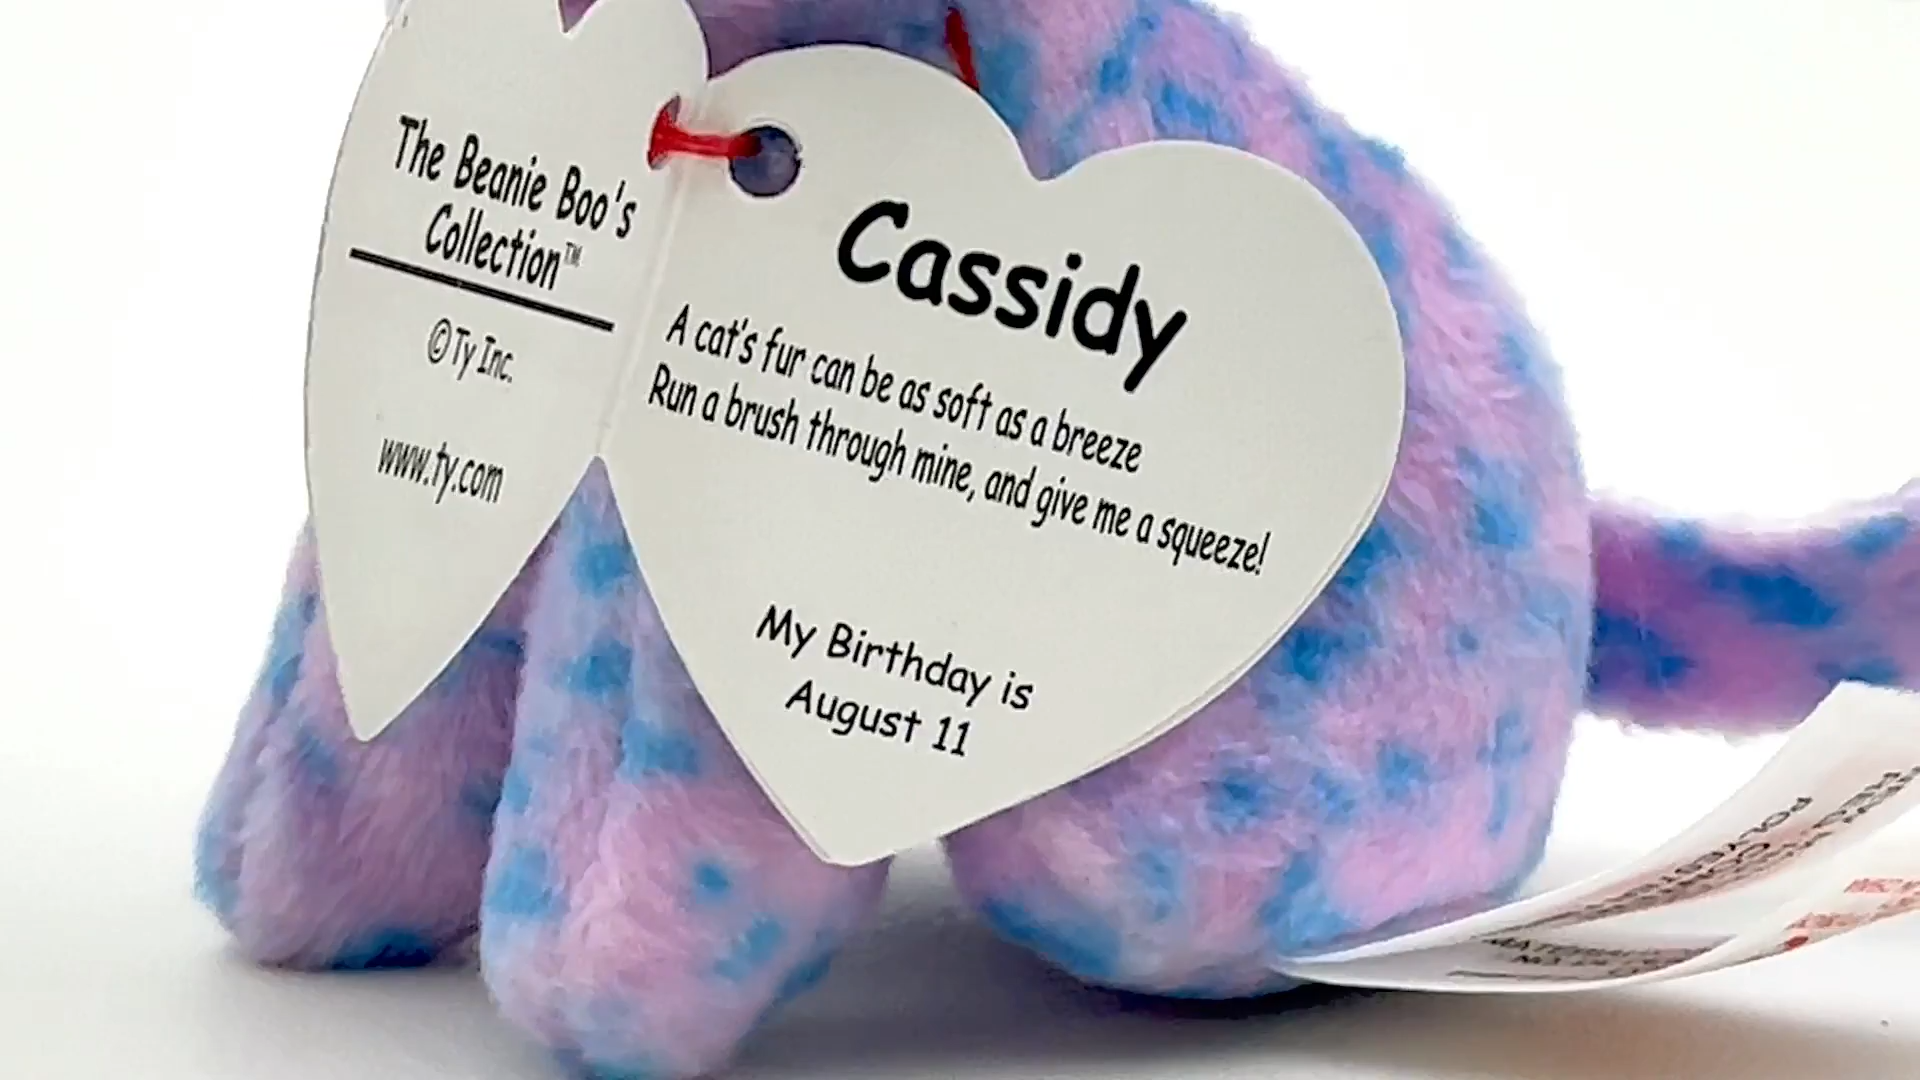 The Beanie Boo's
Collection™
©Ty Inc.
www.ty.com
Cassidy
A cat's fur can be as soft as a breeze
Run a brush through mine, and give me a squeeze!
My Birthday is
August 11